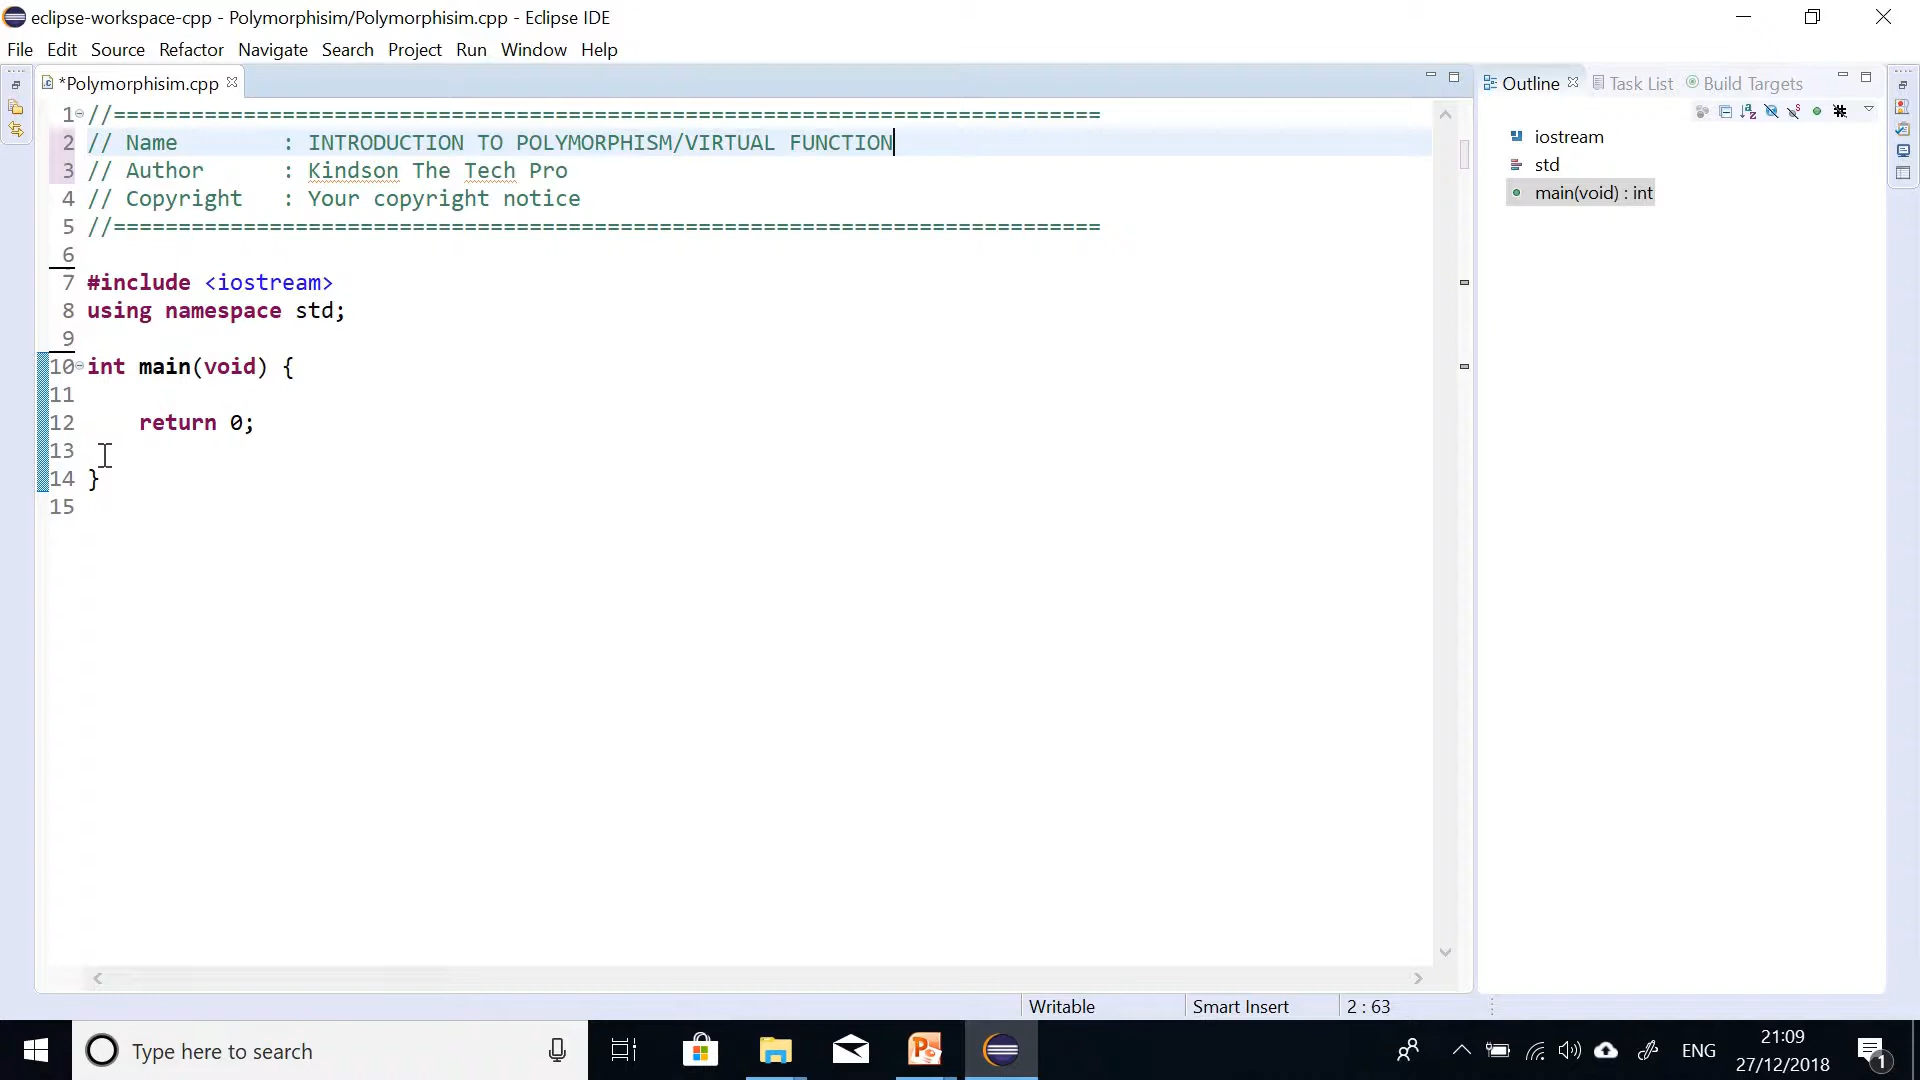 eclipse-workspace-cpp - Polymorphisim/Polymorphisim.cpp - Eclipse IDE
File Edit Source Refactor Navigate Search Project Run Window Help
*Polymorphisim.cpp
Outline Task List Build Targets
1 //============================================================================
2 // Name        : INTRODUCTION TO POLYMORPHISM/VIRTUAL FUNCTION
3 // Author      : Kindson The Tech Pro
4 // Copyright   : Your copyright notice
5 //============================================================================
6
7 #include <iostream>
8 using namespace std;
9
10 int main(void) {
11
12     return 0;
13
14 }
15
iostream
std
main(void) : int
Writable Smart Insert 2 : 63
Type here to search
ENG
21:09
27/12/2018
1